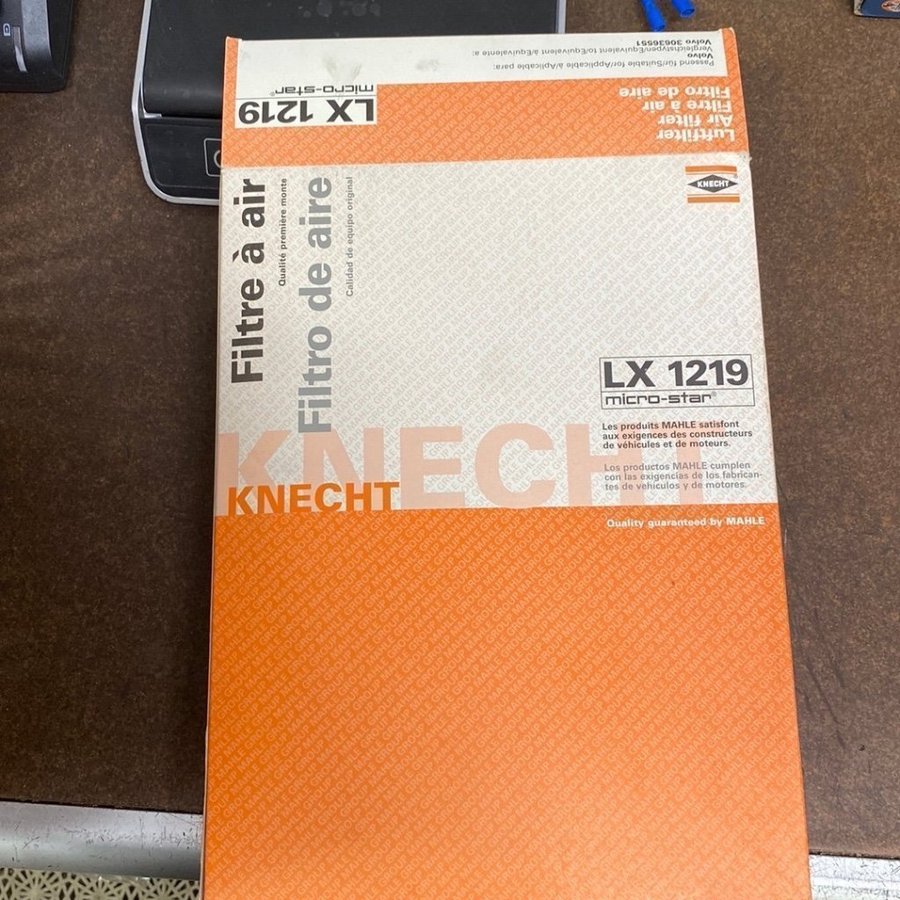 Passend für/Suitable for/Applicable à/Aplicable para:
Volvo
Vergleichstypen/Equivalent to/Equivalent à/Equivalente a:
Volvo 30636551
LX 1219
micro-star®
Luftfilter
Air filter
Filtre à air
Filtro de aire
KNECHT
Filtre à air
Qualité première monte
Filtro de aire
Calidad de equipo original
LX 1219
micro-star®
Les produits MAHLE satisfont
aux exigences des constructeurs
de véhicules et de moteurs.
Los productos MAHLE cumplen
con las exigencias de los fabrican-
tes de vehículos y de motores.
KNECHT
KNECHT
Quality guaranteed by MAHLE